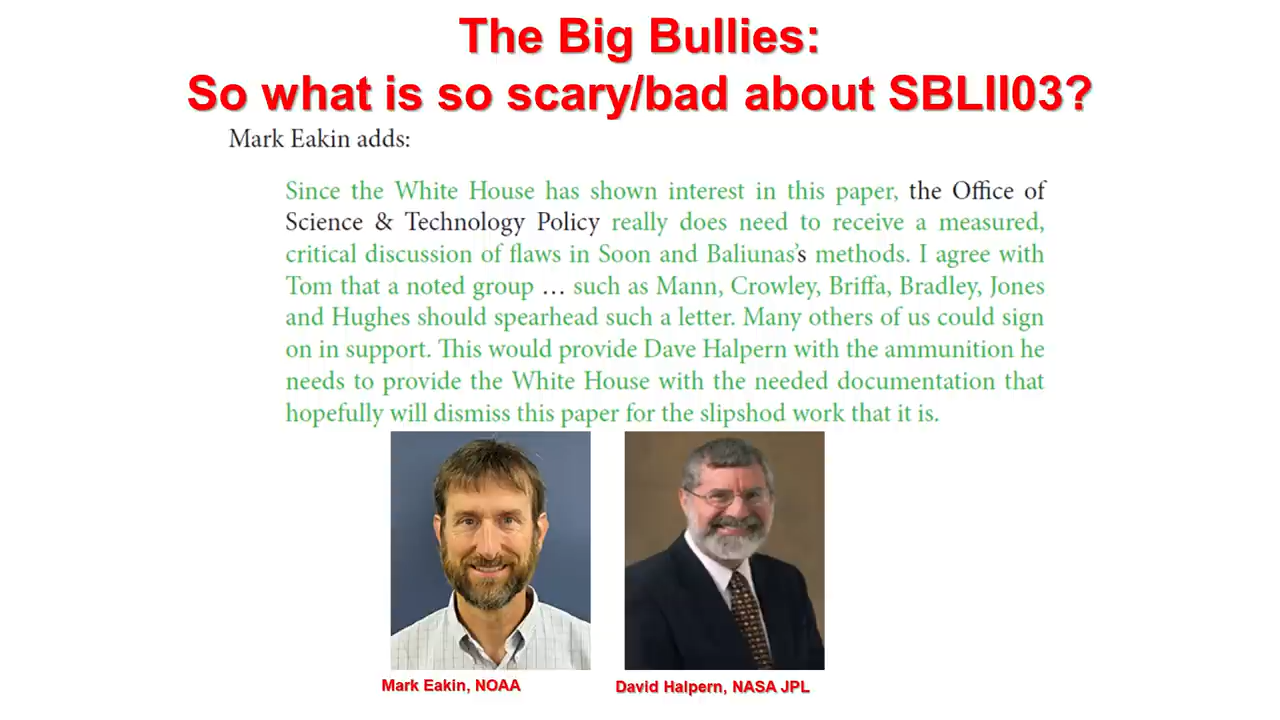 The Big Bullies:
So what is so scary/bad about SBLII03?
Mark Eakin adds:
Since the White House has shown interest in this paper, the Office of
Science & Technology Policy really does need to receive a measured,
critical discussion of flaws in Soon and Baliunas's methods. I agree with
Tom that a noted group … such as Mann, Crowley, Briffa, Bradley, Jones
and Hughes should spearhead such a letter. Many others of us could sign
on in support. This would provide Dave Halpern with the ammunition he
needs to provide the White House with the needed documentation that
hopefully will dismiss this paper for the slipshod work that it is.
Mark Eakin, NOAA
David Halpern, NASA JPL